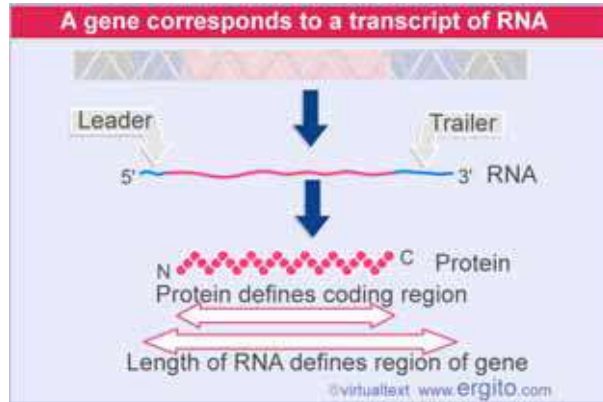 A gene corresponds to a transcript of RNA
Leader
Trailer
5' 3' RNA
N C Protein
Protein defines coding region
Length of RNA defines region of gene
©virtualtext www.ergito.com